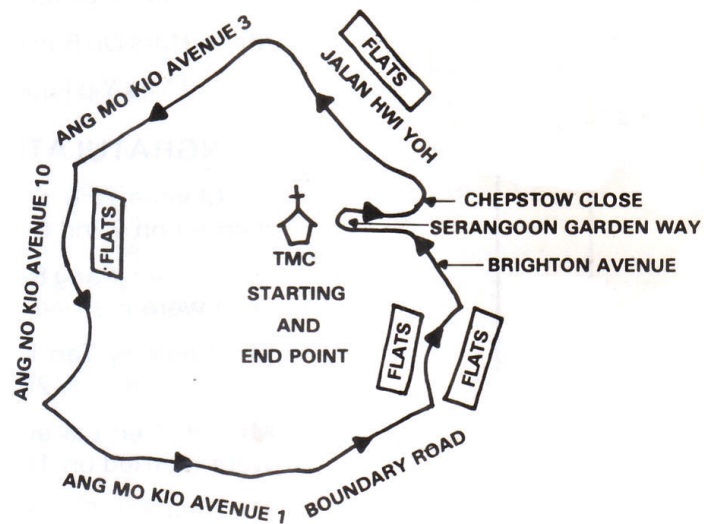 ANG MO KIO AVENUE 3
FLATS
JALAN HWI YOH
ANG NO KIO AVENUE 10
FLATS
CHEPSTOW CLOSE
SERANGOON GARDEN WAY
BRIGHTON AVENUE
TMC
STARTING
AND
END POINT
FLATS
FLATS
BOUNDARY ROAD
ANG MO KIO AVENUE 1